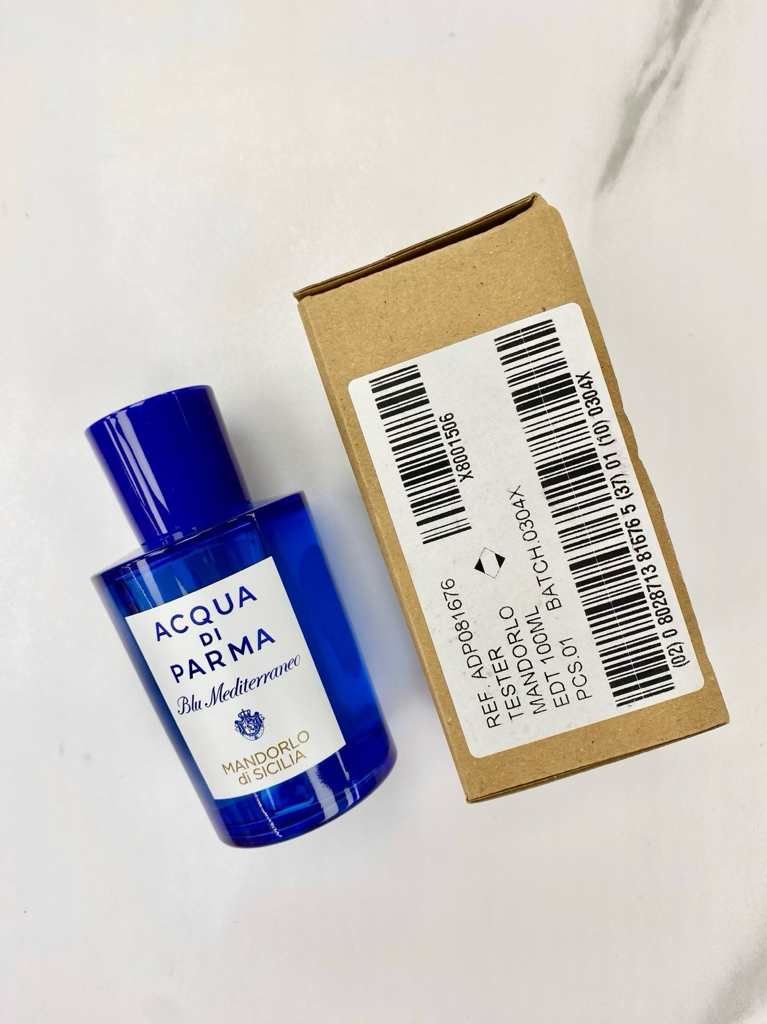 ACQUA
DI
PARMA
Blu Mediterraneo
MANDORLO
di SICILIA
X8001506
REF. ADP081676
TESTER
MANDORLO
EDT 100ML BATCH.0304X
PCS.01
(02) 0 8028713 81676 5 (37) 01 (10) 0304X